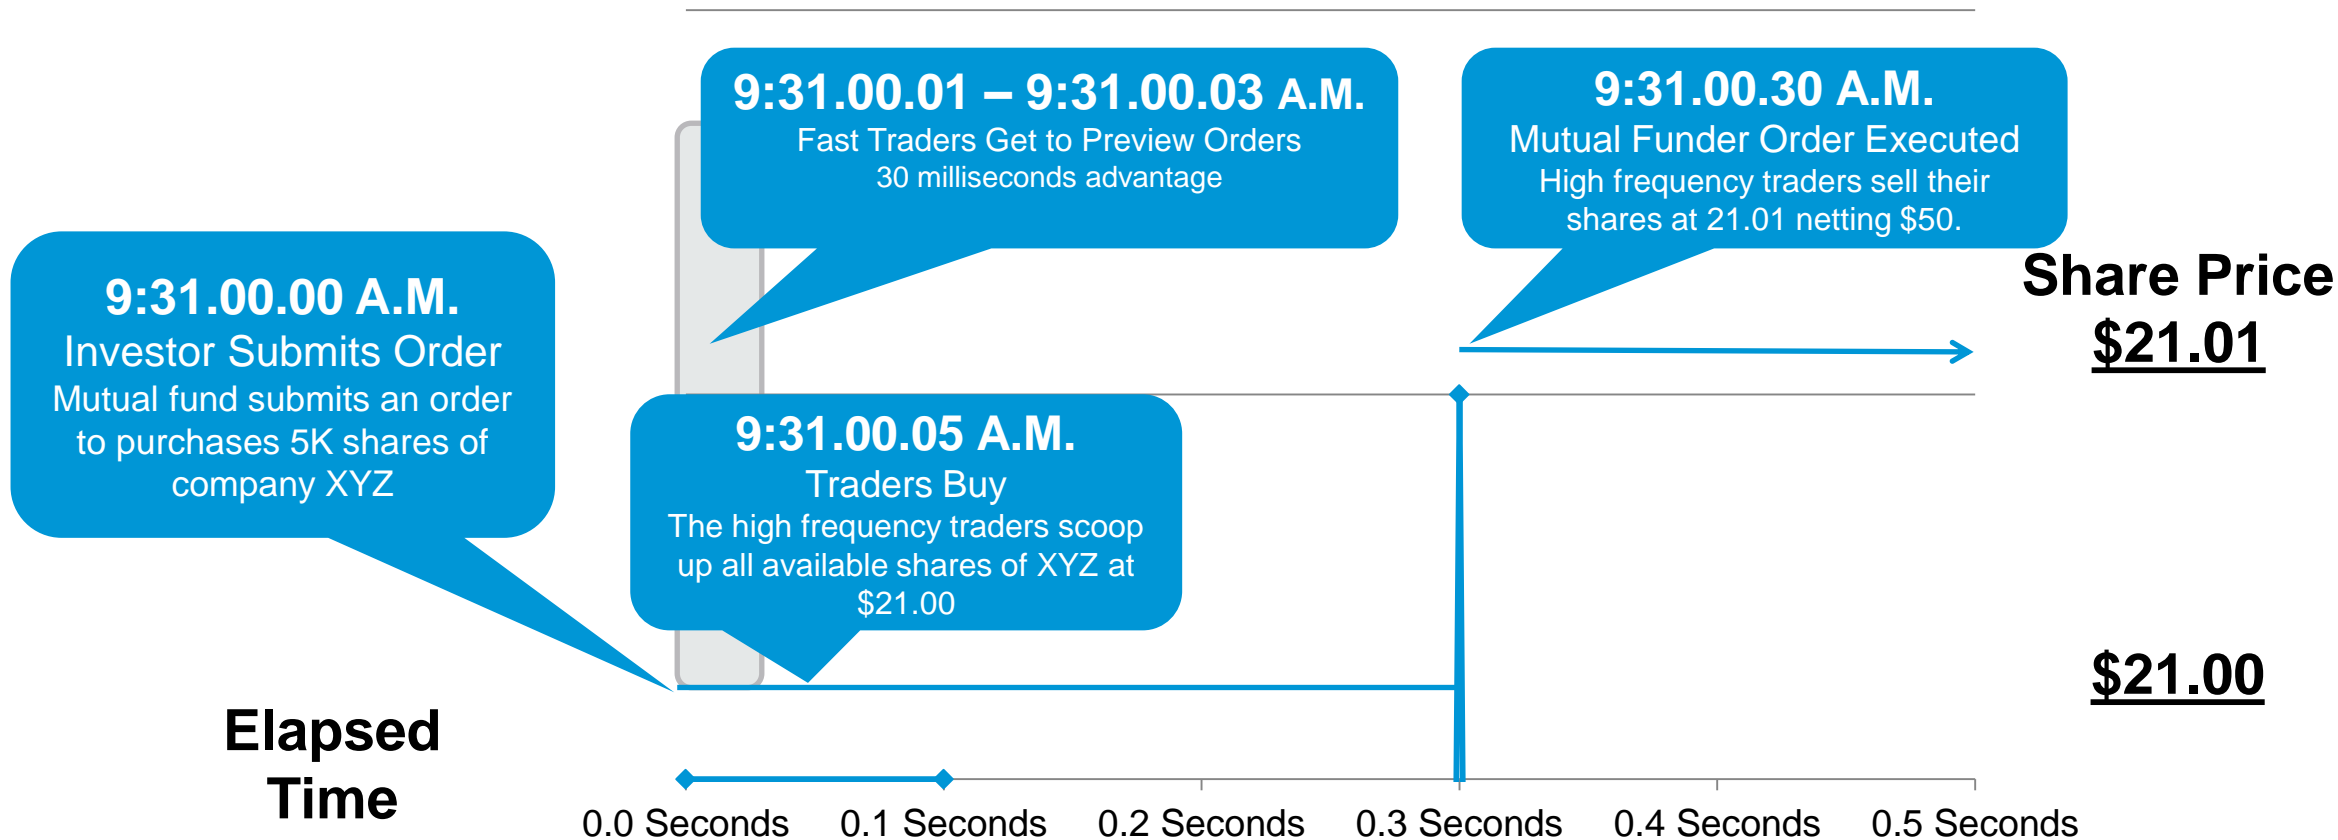 9:31.00.00 A.M.
Investor Submits Order
Mutual fund submits an order
to purchases 5K shares of
company XYZ
9:31.00.01 – 9:31.00.03 A.M.
Fast Traders Get to Preview Orders
30 milliseconds advantage
9:31.00.05 A.M.
Traders Buy
The high frequency traders scoop
up all available shares of XYZ at
$21.00
9:31.00.30 A.M.
Mutual Funder Order Executed
High frequency traders sell their
shares at 21.01 netting $50.
Share Price
$21.01
$21.00
Elapsed
Time
0.0 Seconds
0.1 Seconds
0.2 Seconds
0.3 Seconds
0.4 Seconds
0.5 Seconds